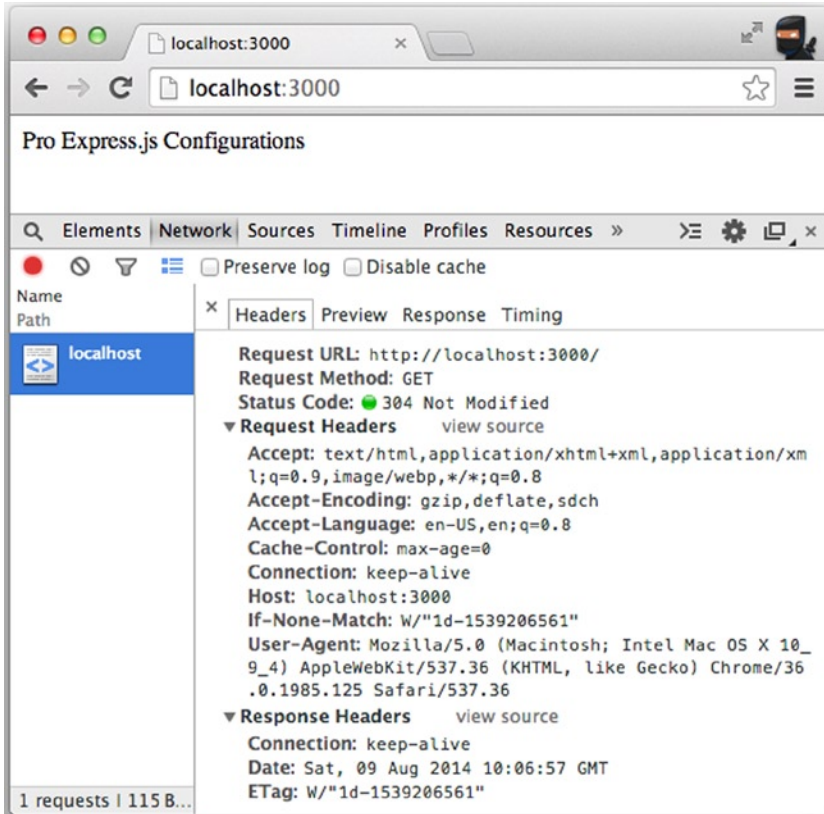 localhost:3000
localhost:3000
Pro Express.js Configurations
Elements Network Sources Timeline Profiles Resources »
Preserve log Disable cache
Name
Path
× Headers Preview Response Timing
localhost
Request URL: http://localhost:3000/
Request Method: GET
Status Code: 304 Not Modified
▼ Request Headers view source
Accept: text/html,application/xhtml+xml,application/xm
l;q=0.9,image/webp,*/*;q=0.8
Accept-Encoding: gzip,deflate,sdch
Accept-Language: en-US,en;q=0.8
Cache-Control: max-age=0
Connection: keep-alive
Host: localhost:3000
If-None-Match: W/"1d-1539206561"
User-Agent: Mozilla/5.0 (Macintosh; Intel Mac OS X 10_
9_4) AppleWebKit/537.36 (KHTML, like Gecko) Chrome/36
.0.1985.125 Safari/537.36
▼ Response Headers view source
Connection: keep-alive
Date: Sat, 09 Aug 2014 10:06:57 GMT
ETag: W/"1d-1539206561"
1 requests | 115 B...